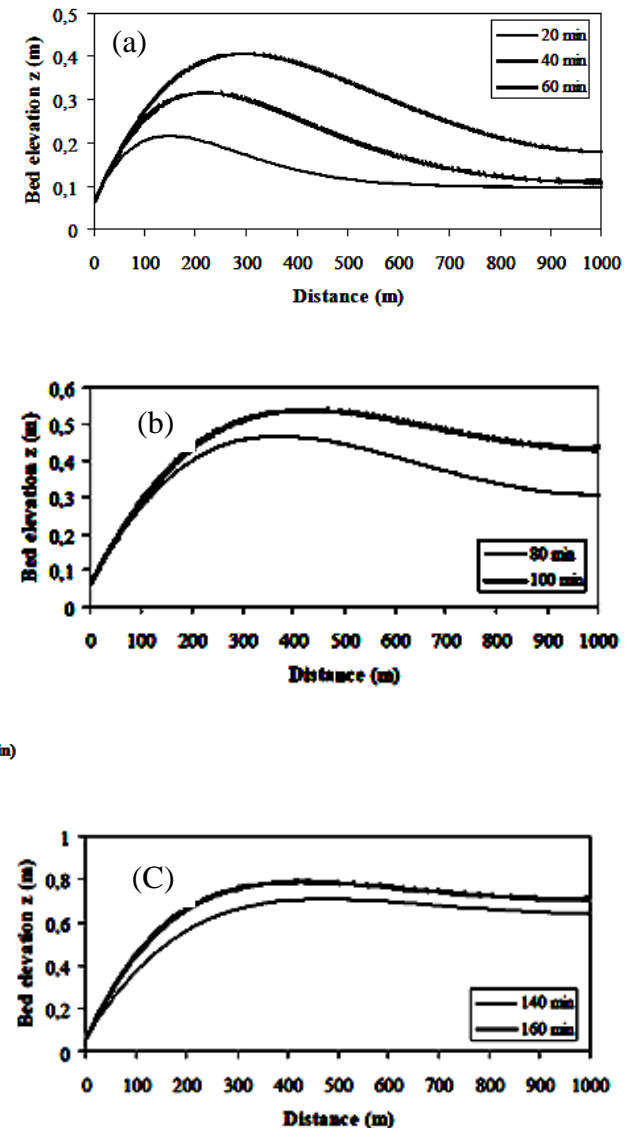 (a)
20 min
40 min
60 min
Bed elevation z (m)
0,5
0,4
0,3
0,2
0,1
0
0 100 200 300 400 500 600 700 800 900 1000
Distance (m)
(b)
Bed elevation z (m)
0,6
0,5
0,4
0,3
0,2
0,1
0
80 min
100 min
0 100 200 300 400 500 600 700 800 900 1000
Distance (m)
in)
(C)
Bed elevation z (m)
1
0,8
0,6
0,4
0,2
0
140 min
160 min
0 100 200 300 400 500 600 700 800 900 1000
Distance (m)